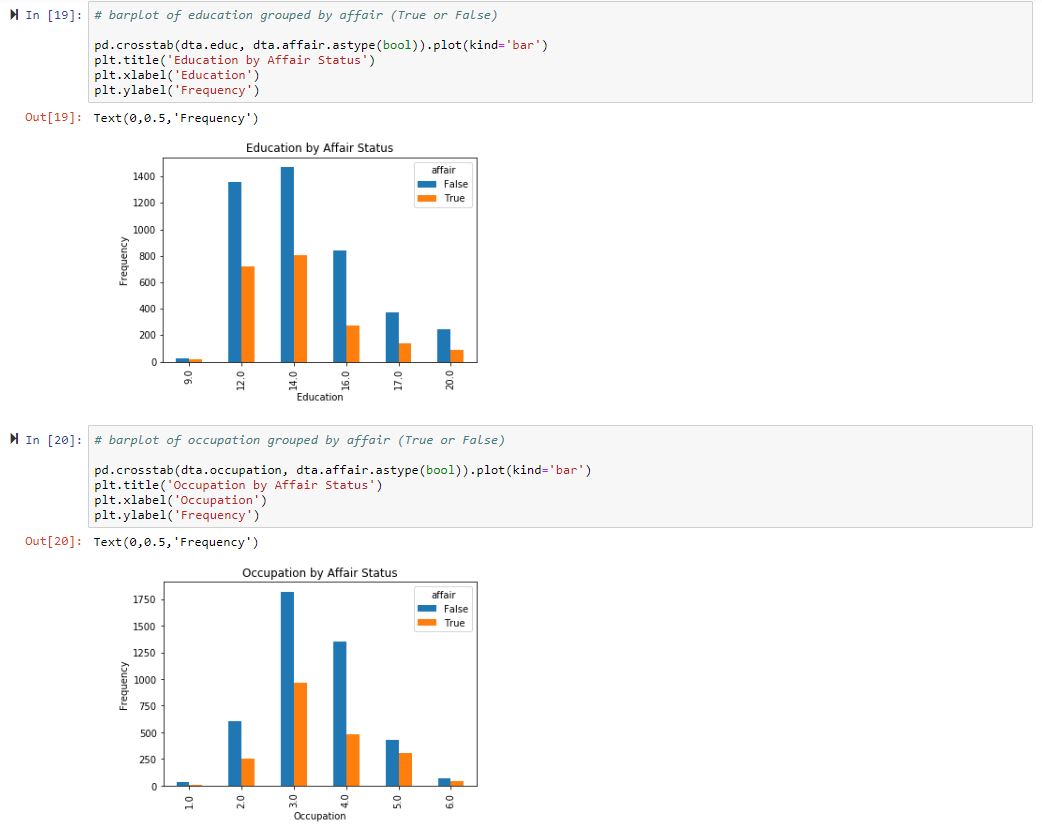 In [19]: # barplot of education grouped by affair (True or False)
pd.crosstab(dta.educ, dta.affair.astype(bool)).plot(kind='bar')
plt.title('Education by Affair Status')
plt.xlabel('Education')
plt.ylabel('Frequency')
Out[19]: Text(0,0.5,'Frequency')
Education by Affair Status
affair
False
True
1400
1200
1000
800
600
400
200
0
Frequency
9.0 12.0 14.0 16.0 17.0 20.0
Education
In [20]: # barplot of occupation grouped by affair (True or False)
pd.crosstab(dta.occupation, dta.affair.astype(bool)).plot(kind='bar')
plt.title('Occupation by Affair Status')
plt.xlabel('Occupation')
plt.ylabel('Frequency')
Out[20]: Text(0,0.5,'Frequency')
Occupation by Affair Status
affair
False
True
1750
1500
1250
1000
750
500
250
0
Frequency
1.0 2.0 3.0 4.0 5.0 6.0
Occupation